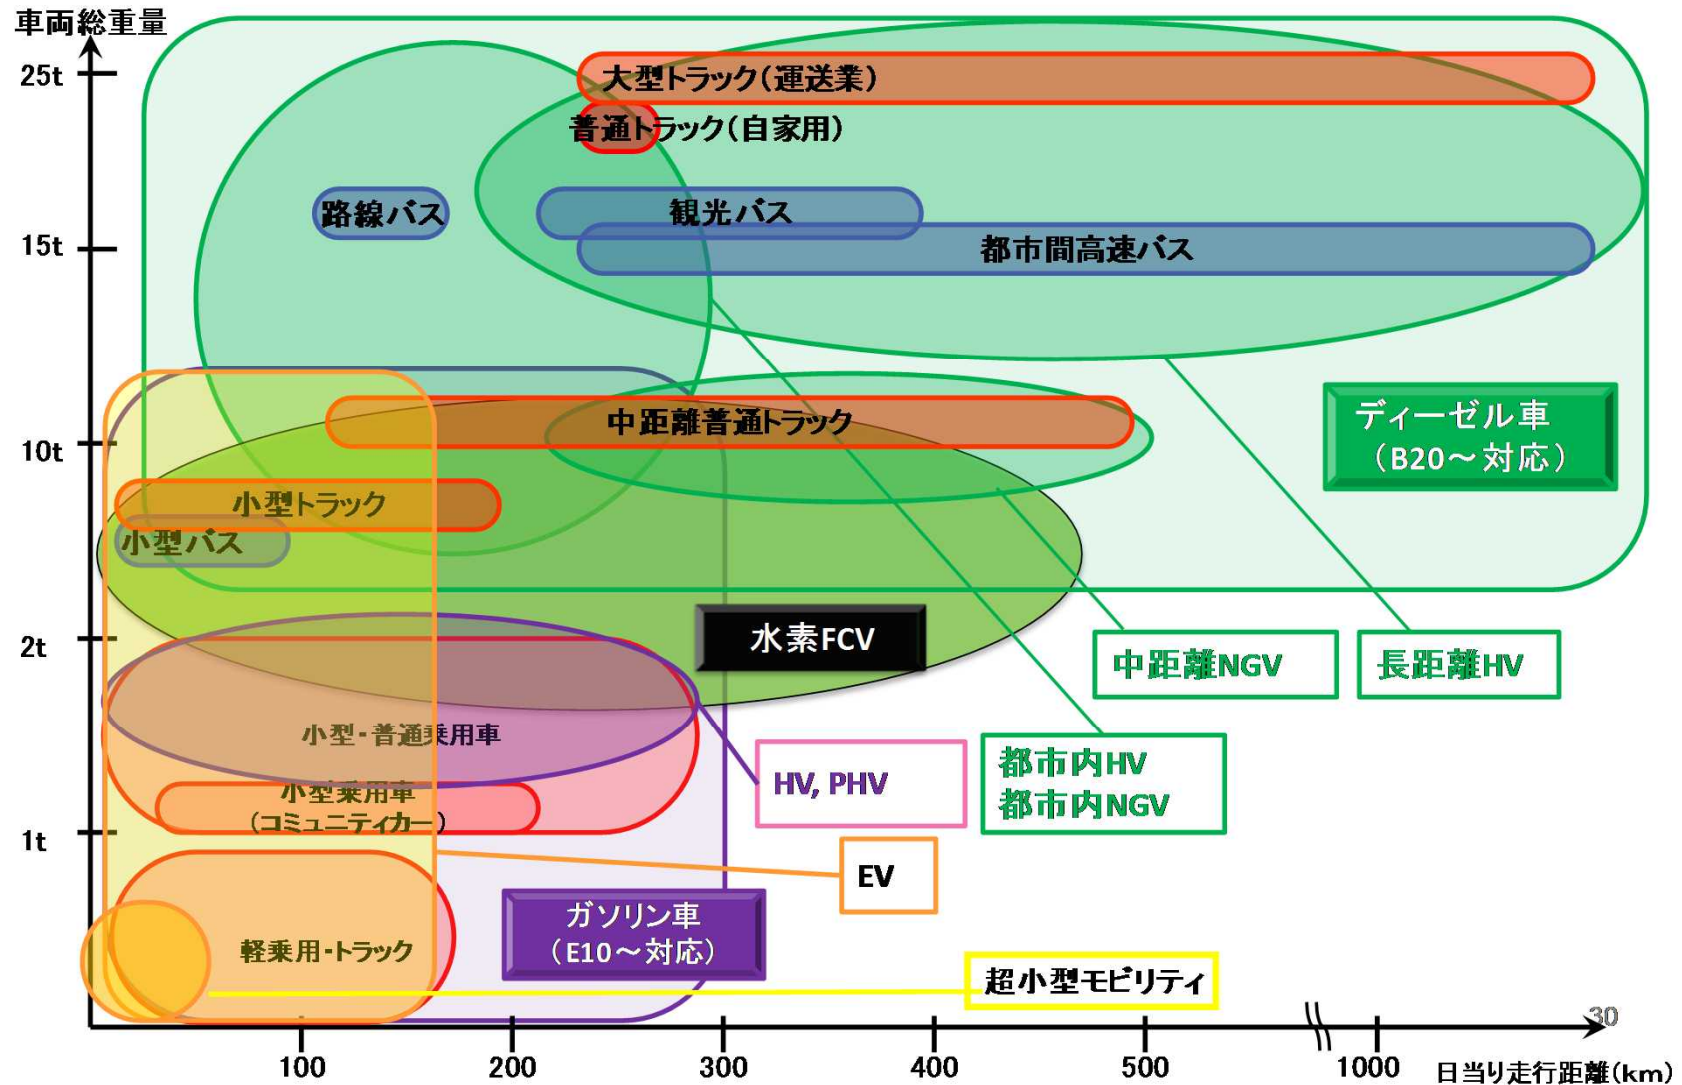 車両総重量
25t
大型トラック(運送業)
普通トラック(自家用)
路線バス
観光バス
15t
都市間高速バス
ディーゼル車
(B20～対応)
中距離普通トラック
10t
小型トラック
小型バス
水素FCV
2t
中距離NGV
長距離HV
小型・普通乗用車
都市内HV
都市内NGV
HV, PHV
小型乗用車
(コミュニティカー)
1t
EV
ガソリン車
(E10～対応)
軽乗用・トラック
超小型モビリティ
30
100
200
300
400
500
1000
日当り走行距離(km)